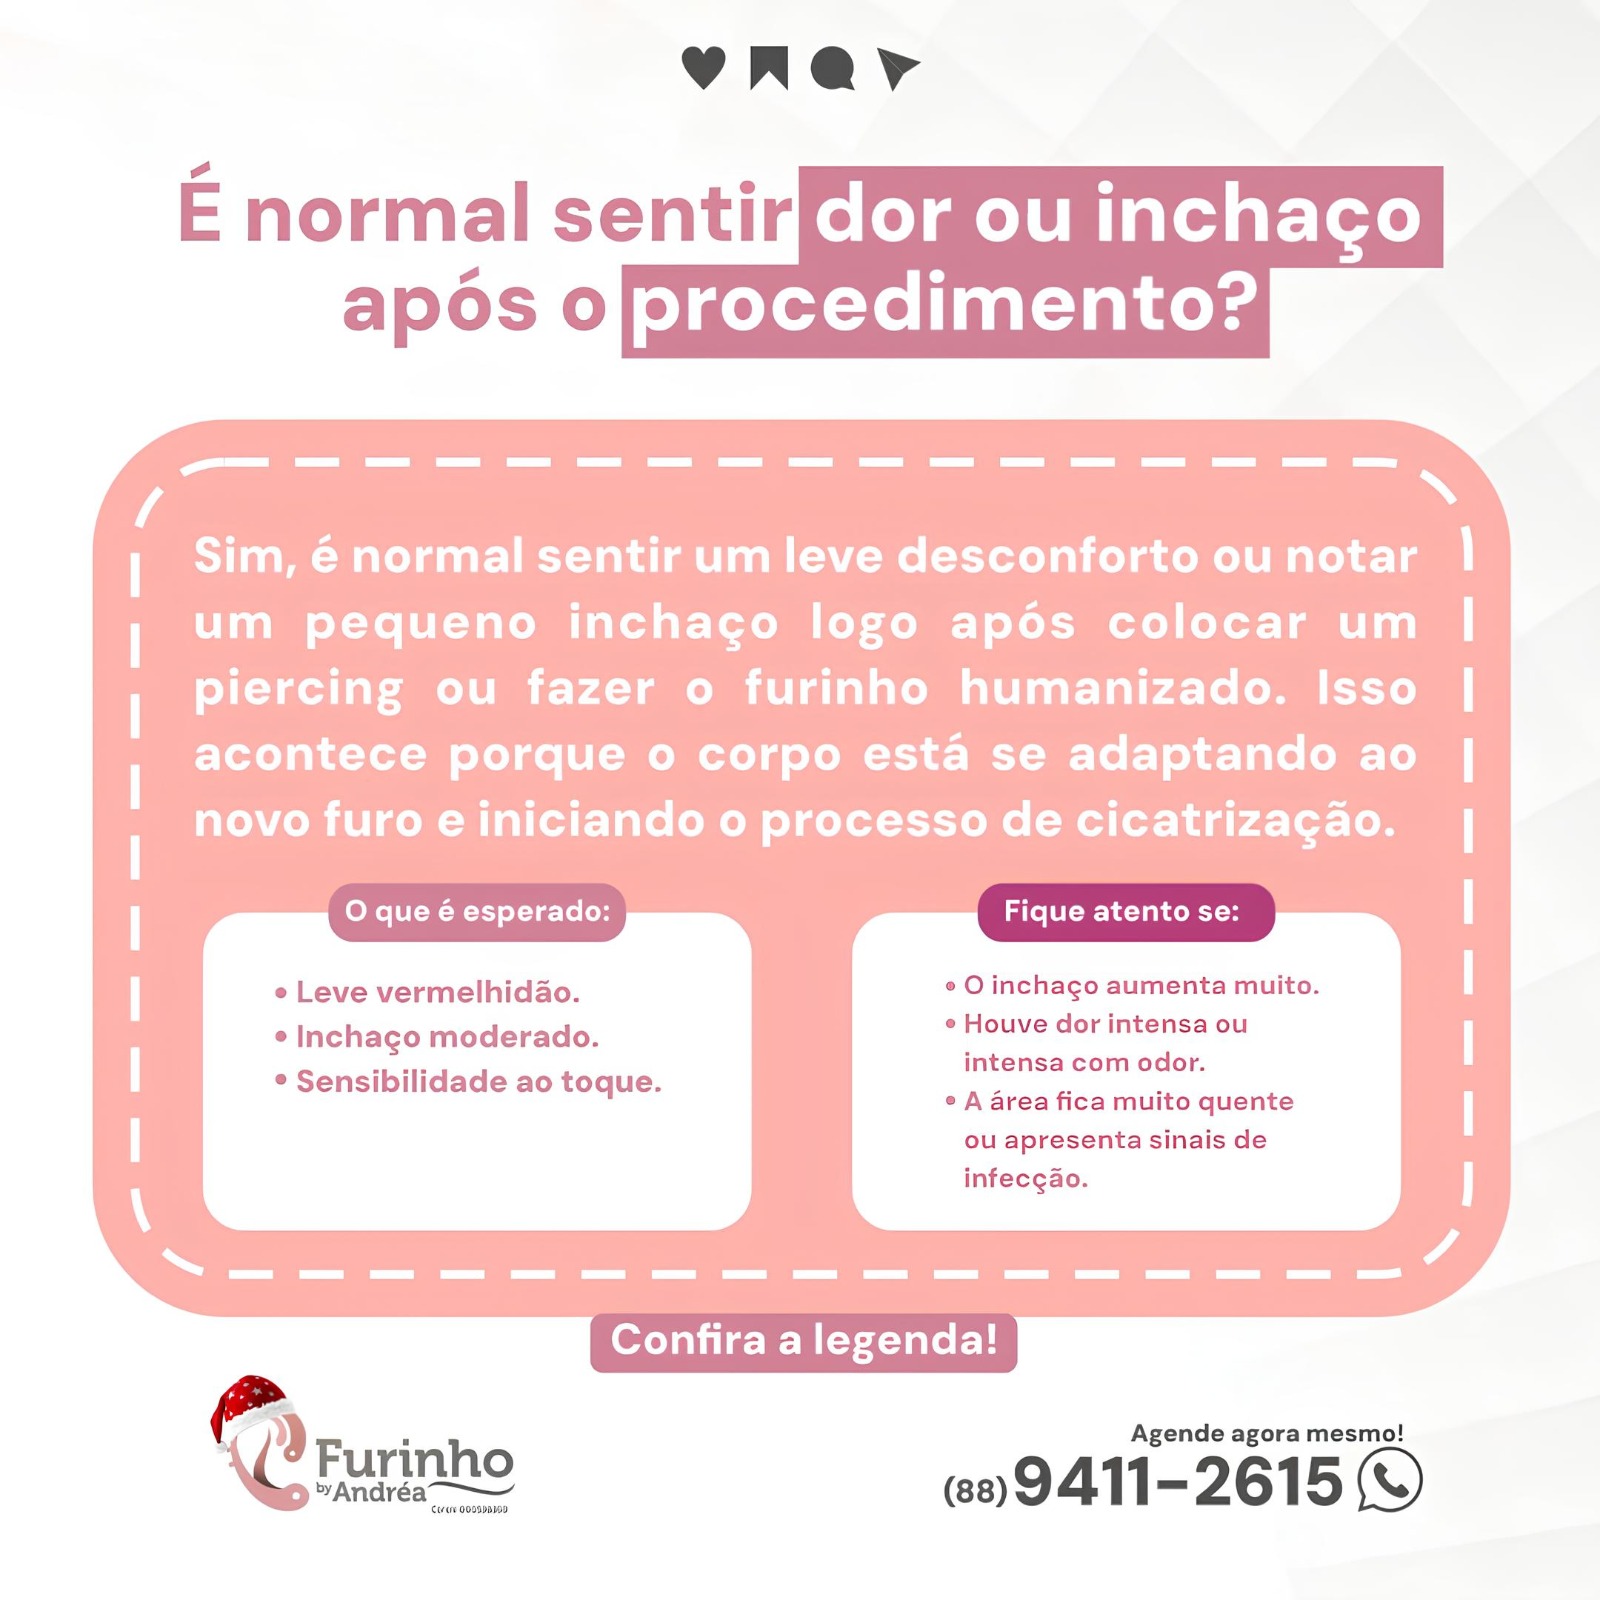 É normal sentir dor ou inchaço
após o procedimento?
Sim, é normal sentir um leve desconforto ou notar
um pequeno inchaço logo após colocar um
piercing ou fazer o furinho humanizado. Isso
acontece porque o corpo está se adaptando ao
novo furo e iniciando o processo de cicatrização.
O que é esperado:
• Leve vermelhidão.
• Inchaço moderado.
• Sensibilidade ao toque.
Fique atento se:
• O inchaço aumenta muito.
• Houve dor intensa ou
intensa com odor.
• A área fica muito quente
ou apresenta sinais de
infecção.
Confira a legenda!
Furinho
by Andréa
Agende agora mesmo!
(88) 9411-2615